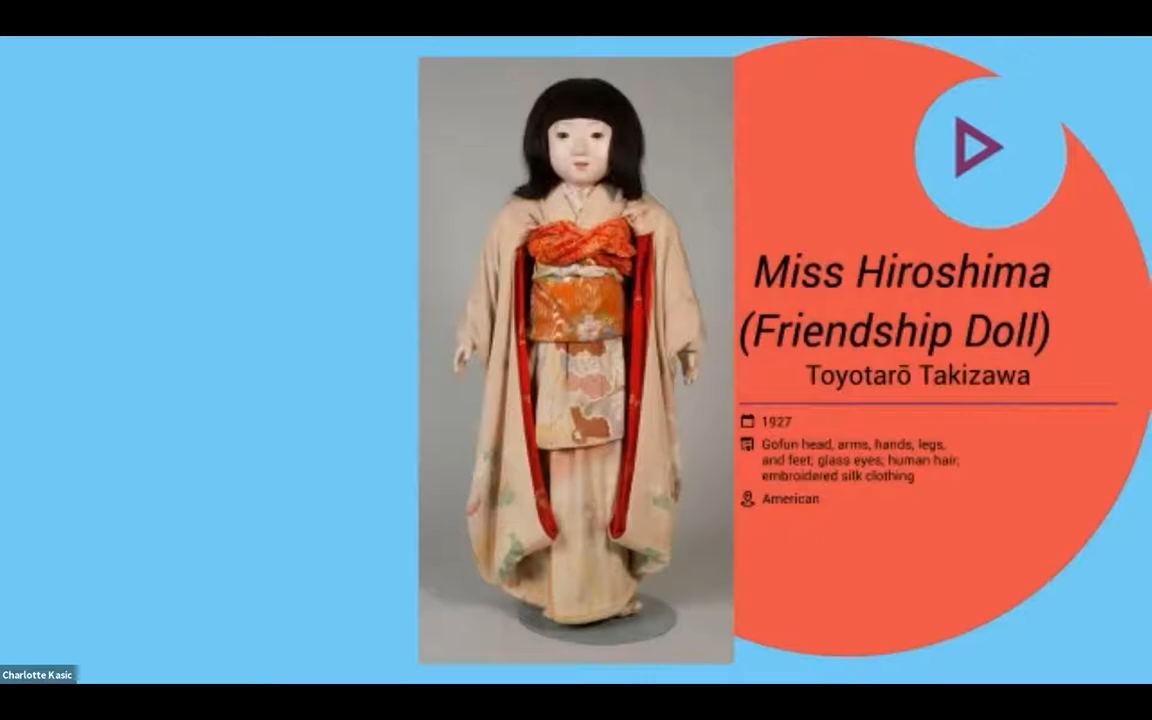 Miss Hiroshima
(Friendship Doll)
Toyotarō Takizawa
1927
Gofun head, arms, hands, legs,
and feet; glass eyes; human hair;
embroidered silk clothing
American
Charlotte Kasic